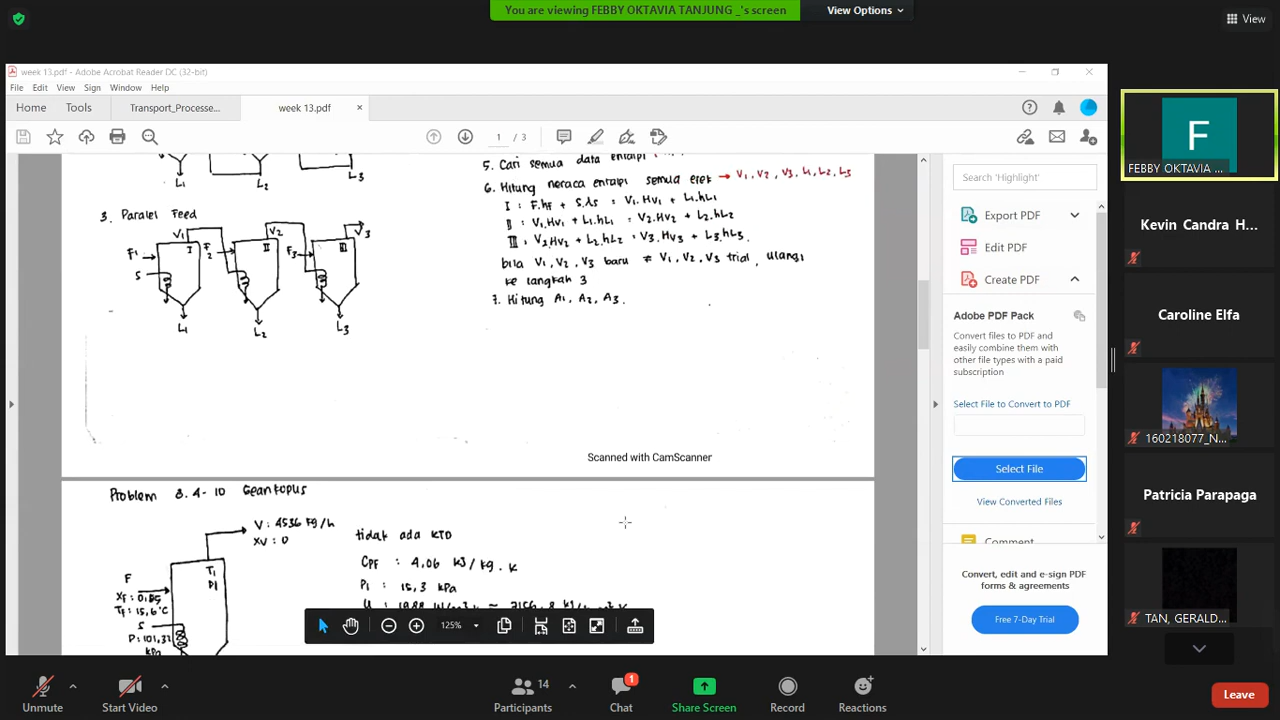 You are viewing FEBBY OKTAVIA TANJUNG _'s screen
View Options
View
week 13.pdf - Adobe Acrobat Reader DC (32-bit)
File Edit View Sign Window Help
Home
Tools
Transport_Processe...
week 13.pdf
×
1 / 3
L1
L2
L3
3. Paralel Feed
V1
V2
V3
F1
F2
F3
I
II
III
S
L1
L2
L3
5. Cari semua data entalpi
6. Hitung neraca entalpi semua efek → V1, V2, V3, L1, L2, L3
I : F.hF + S.λs = V1.Hv1 + L1.hL1
II : V1.Hv1 + L1.hL1 = V2.Hv2 + L2.hL2
III : V2.Hv2 + L2.hL2 = V3.Hv3 + L3.hL3.
bila V1, V2, V3 baru ≠ V1, V2, V3 trial, ulangi
ke langkah 3
7. Hitung A1, A2, A3.
Scanned with CamScanner
Problem 8.4-10 Geankopus
V : 4536 kg/h
XV : 0
T1
P1
F
XF : 0,05
TF : 15,6°C
S
P : 101,32
kPa
tidak ada KTD
CPF : 4,06 kJ/kg.K
P1 : 15,3 kPa
125%
Search 'Highlight'
Export PDF
Edit PDF
Create PDF
Adobe PDF Pack
Convert files to PDF and
easily combine them with
other file types with a paid
subscription
Select File to Convert to PDF
Select File
View Converted Files
Comment
Convert, edit and e-sign PDF
forms & agreements
Free 7-Day Trial
F
FEBBY OKTAVIA ...
Kevin Candra H...
Caroline Elfa
160218077_N...
Patricia Parapaga
TAN, GERALD...
Unmute
Start Video
14
Participants
1
Chat
Share Screen
Record
Reactions
Leave